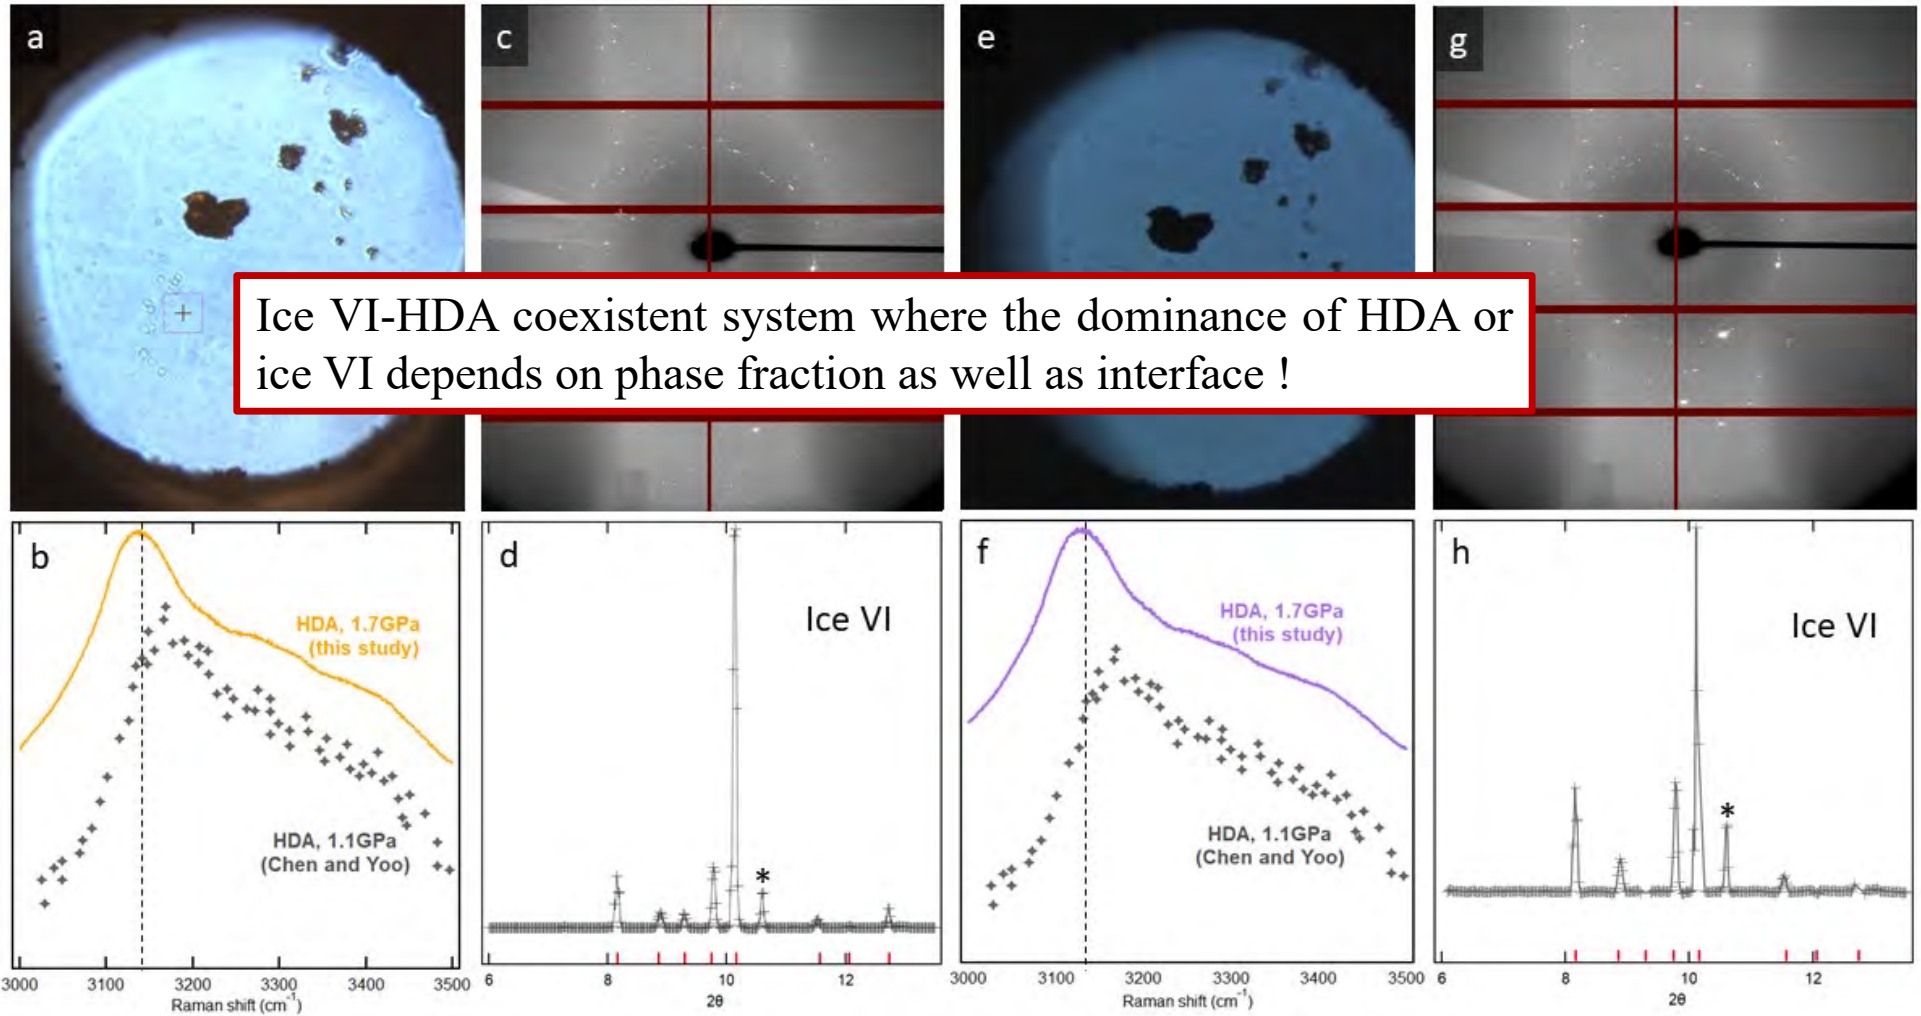 a
c
e
g
Ice VI-HDA coexistent system where the dominance of HDA or
ice VI depends on phase fraction as well as interface !
b
HDA, 1.7GPa
(this study)
HDA, 1.1GPa
(Chen and Yoo)
3000 3100 3200 3300 3400 3500
Raman shift (cm⁻¹)
d
Ice VI
*
6 8 10 12
2θ
f
HDA, 1.7GPa
(this study)
HDA, 1.1GPa
(Chen and Yoo)
3000 3100 3200 3300 3400 3500
Raman shift (cm⁻¹)
h
Ice VI
*
6 8 10 12
2θ